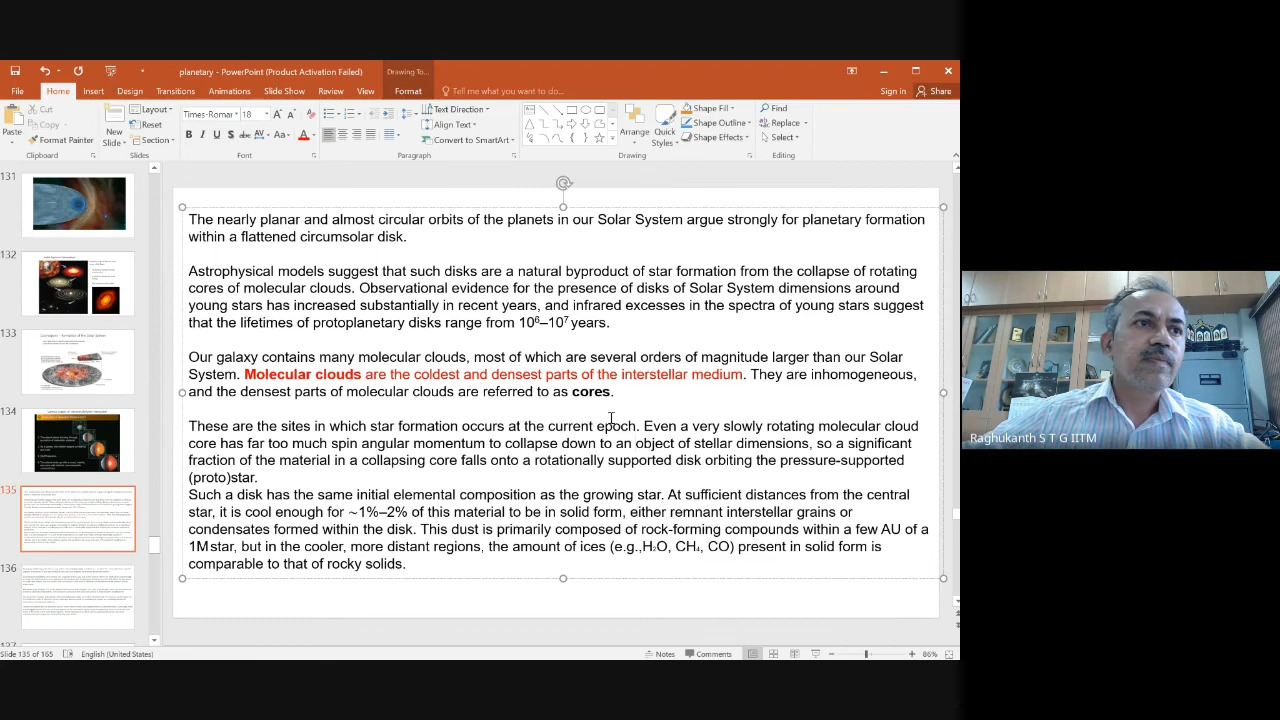 planetary - PowerPoint (Product Activation Failed)
Drawing To...
File
Home
Insert
Design
Transitions
Animations
Slide Show
Review
View
Format
Tell me what you want to do...
Sign in
Share
Paste
Cut
Copy
Format Painter
Clipboard
New Slide
Layout
Reset
Section
Slides
Times-Romar
18
Font
Text Direction
Align Text
Convert to SmartArt
Paragraph
Arrange
Quick Styles
Shape Fill
Shape Outline
Shape Effects
Drawing
Find
Replace
Select
Editing
131
132
133
134
135
136
The nearly planar and almost circular orbits of the planets in our Solar System argue strongly for planetary formation
within a flattened circumsolar disk.
Astrophysical models suggest that such disks are a natural byproduct of star formation from the collapse of rotating
cores of molecular clouds. Observational evidence for the presence of disks of Solar System dimensions around
young stars has increased substantially in recent years, and infrared excesses in the spectra of young stars suggest
that the lifetimes of protoplanetary disks range from 10⁶–10⁷ years.
Our galaxy contains many molecular clouds, most of which are several orders of magnitude larger than our Solar
System. Molecular clouds are the coldest and densest parts of the interstellar medium. They are inhomogeneous,
and the densest parts of molecular clouds are referred to as cores.
These are the sites in which star formation occurs at the current epoch. Even a very slowly rotating molecular cloud
core has far too much spin angular momentum to collapse down to an object of stellar dimensions, so a significant
fraction of the material in a collapsing core falls onto a rotationally supported disk orbiting the pressure-supported
(proto)star.
Such a disk has the same initial elemental composition as the growing star. At sufficient distances from the central
star, it is cool enough for ~1%–2% of this material to be in solid form, either remnant interstellar grains or
condensates formed within the disk. This dust is primarily composed of rock-forming compounds within a few AU of a
1Mstar, but in the cooler, more distant regions, the amount of ices (e.g.,H₂O, CH₄, CO) present in solid form is
comparable to that of rocky solids.
Raghukanth S T G IITM
Slide 135 of 165
English (United States)
Notes
Comments
86%